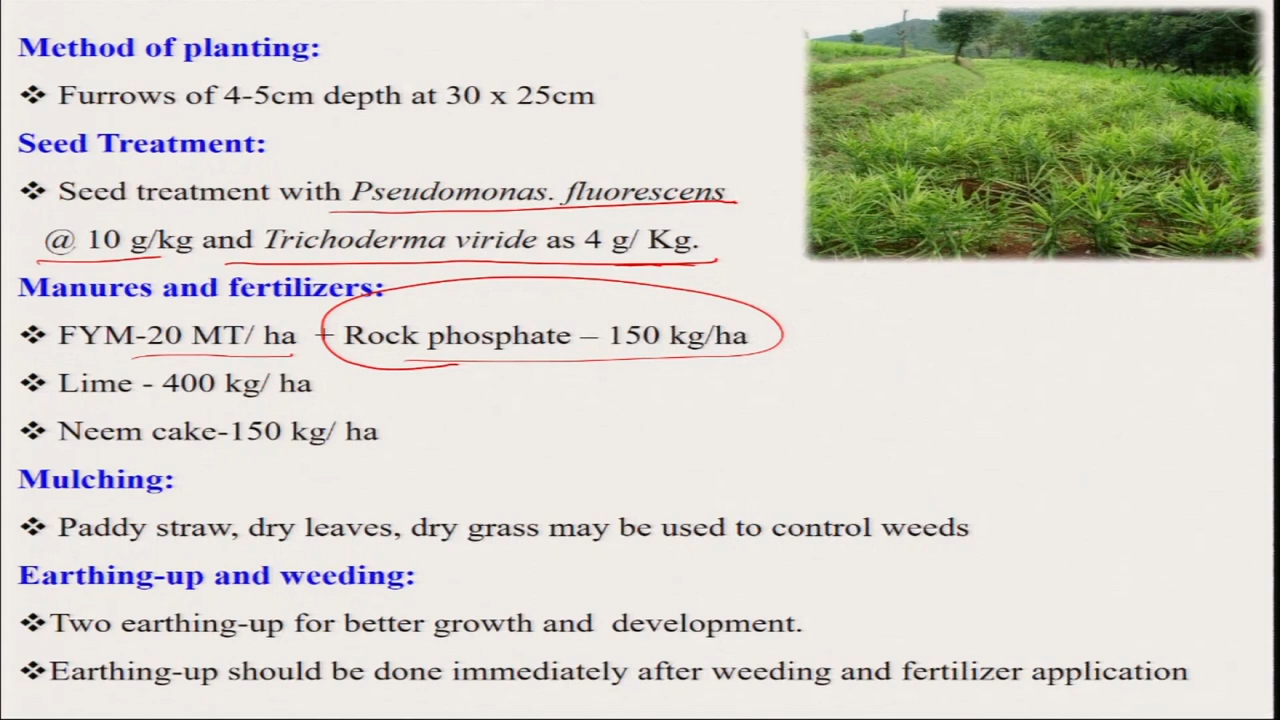 Method of planting:
❖ Furrows of 4-5cm depth at 30 x 25cm
Seed Treatment:
❖ Seed treatment with Pseudomonas. fluorescens
@ 10 g/kg and Trichoderma viride as 4 g/ Kg.
Manures and fertilizers:
❖ FYM-20 MT/ ha + Rock phosphate – 150 kg/ha
❖ Lime - 400 kg/ ha
❖ Neem cake-150 kg/ ha
Mulching:
❖ Paddy straw, dry leaves, dry grass may be used to control weeds
Earthing-up and weeding:
❖Two earthing-up for better growth and development.
❖Earthing-up should be done immediately after weeding and fertilizer application